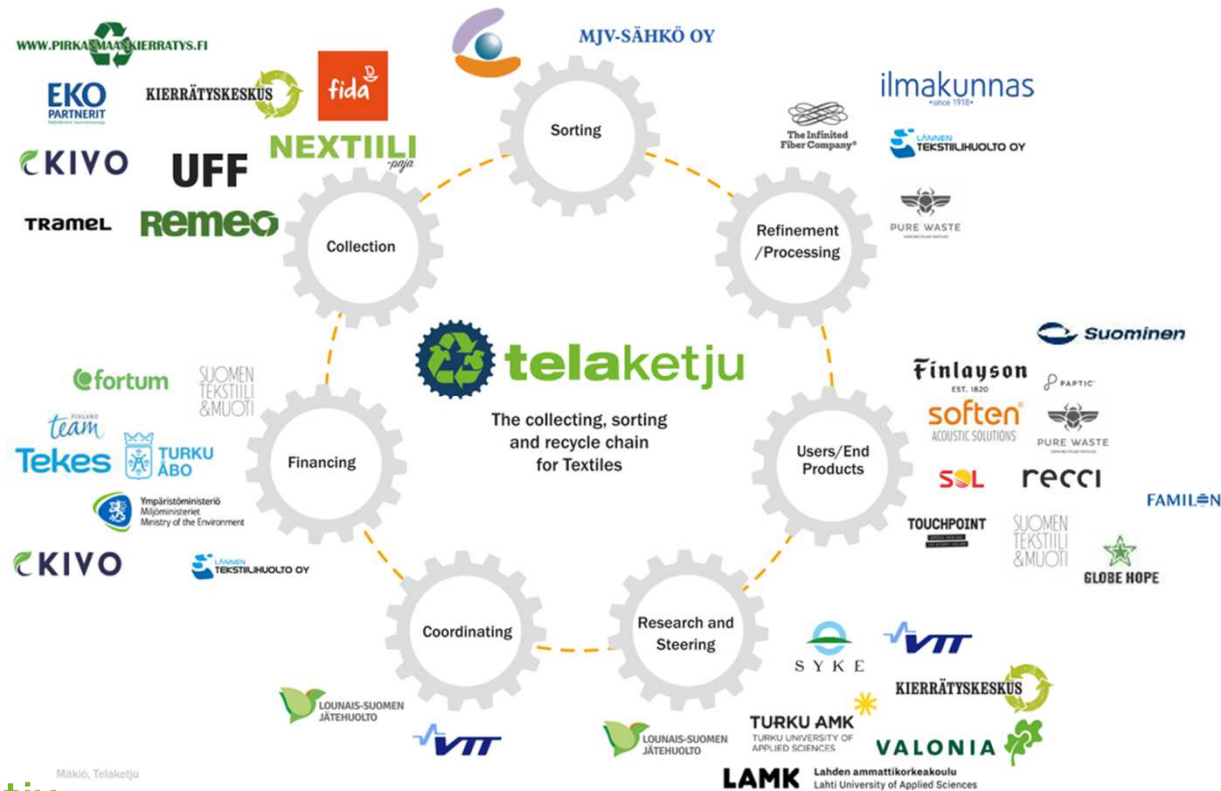 WWW.PIRKANMAANKIERRATYS.FI
EKO
PARTNERIT
KIERRÄTYSKESKUS
fida
KIVO
UFF
NEXTIILI
-paja
TRAMEL
Remeo
MJV-SÄHKÖ OY
Sorting
The Infinited
Fiber Company®
ilmakunnas
•since 1918•
LÄNNEN
TEKSTIILIHUOLTO OY
PURE WASTE
Collection
Refinement
/Processing
telaketju
The collecting, sorting
and recycle chain
for Textiles
Suominen
Finlayson
EST. 1820
PAPTIC
soften®
ACOUSTIC SOLUTIONS
PURE WASTE
Users/End
Products
SOL
recci
FAMILON
TOUCHPOINT
SUOMEN
TEKSTIILI
&MUOTI
GLOBE HOPE
fortum
SUOMEN
TEKSTIILI
&MUOTI
FINLAND
team
Tekes
TURKU
ÅBO
Financing
Ympäristöministeriö
Miljöministeriet
Ministry of the Environment
KIVO
LÄNNEN
TEKSTIILIHUOLTO OY
Coordinating
Research and
Steering
LOUNAIS-SUOMEN
JÄTEHUOLTO
VTT
SYKE
VTT
KIERRÄTYSKESKUS
LOUNAIS-SUOMEN
JÄTEHUOLTO
TURKU AMK
TURKU UNIVERSITY OF
APPLIED SCIENCES
VALONIA
LAMK
Lahden ammattikorkeakoulu
Lahti University of Applied Sciences
Mäkiö, Telaketju